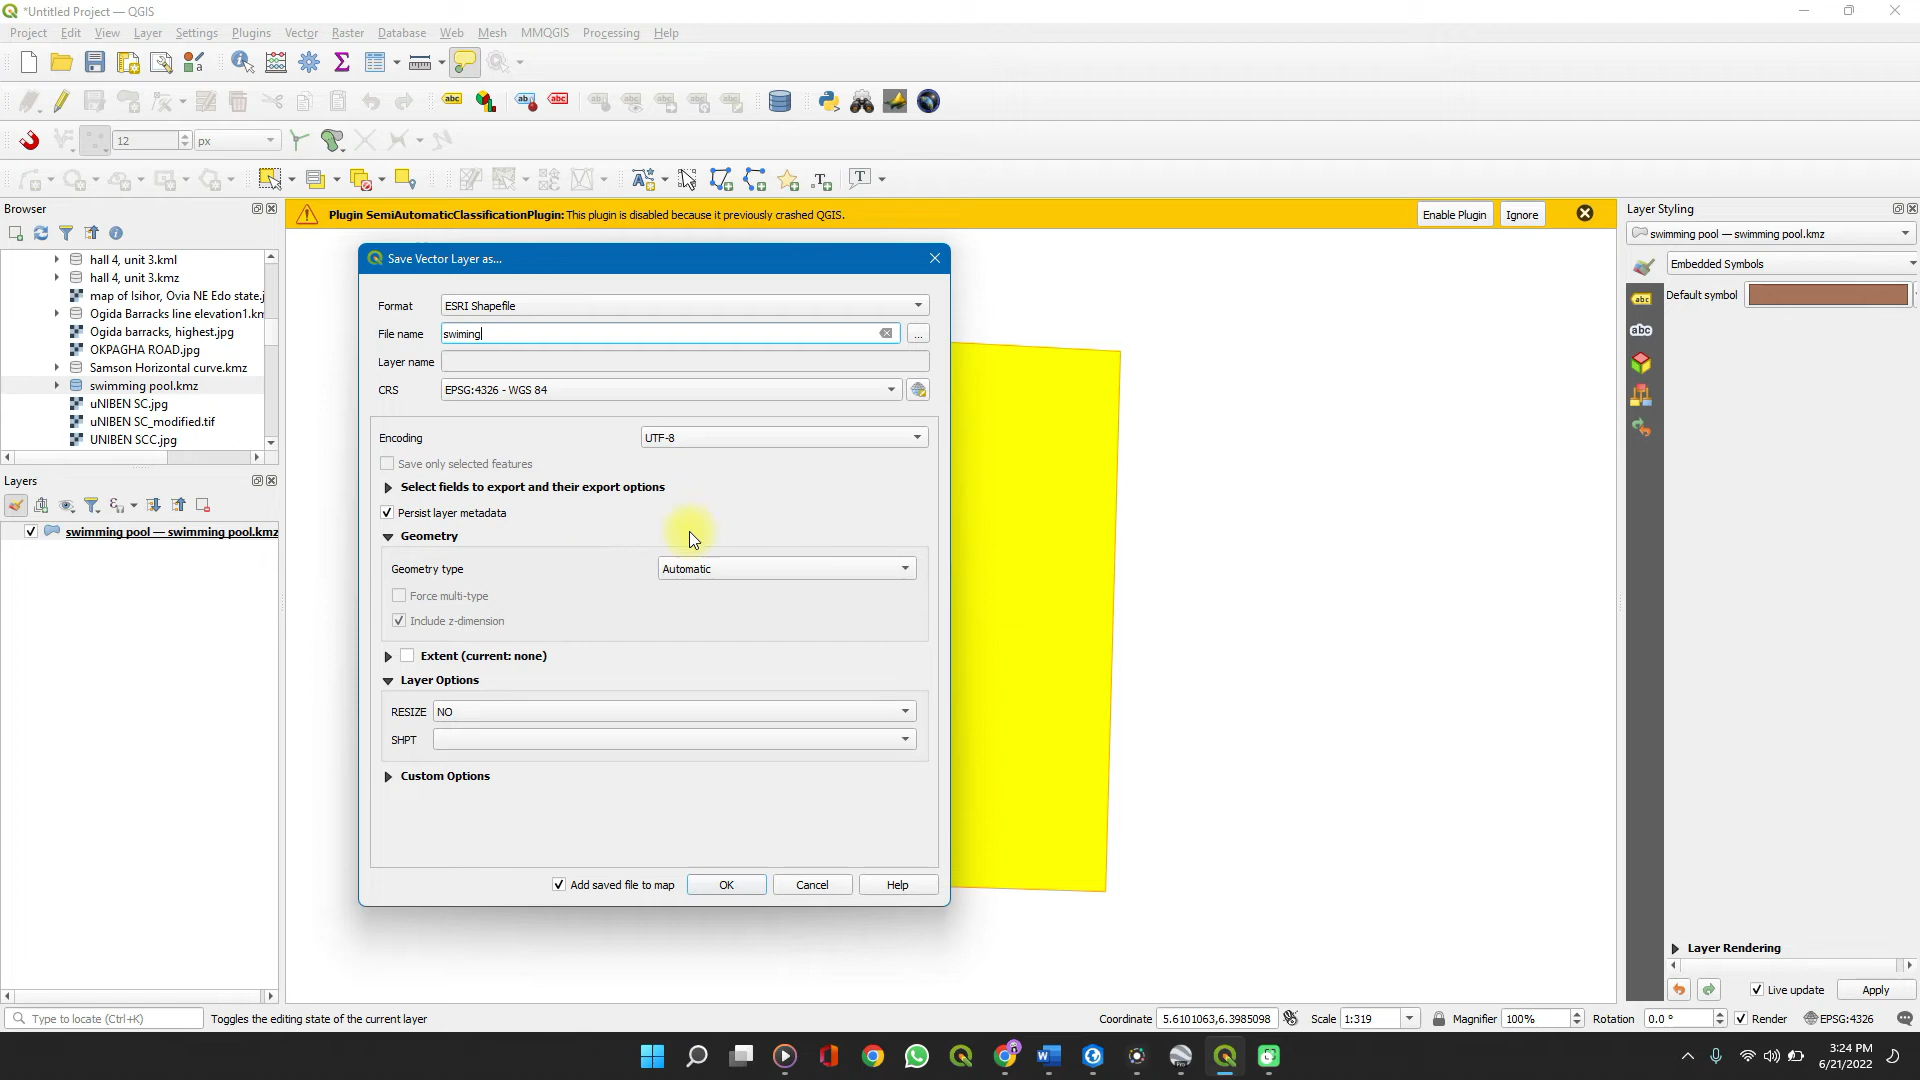 *Untitled Project — QGIS
Project Edit View Layer Settings Plugins Vector Raster Database Web Mesh MMQGIS Processing Help
12 px
Browser
Plugin SemiAutomaticClassificationPlugin: This plugin is disabled because it previously crashed QGIS.
Enable Plugin
Ignore
Layer Styling
swimming pool — swimming pool.kmz
Embedded Symbols
Default symbol
hall 4, unit 3.kml
hall 4, unit 3.kmz
map of Isihor, Ovia NE Edo state.j
Ogida Barracks line elevation1.km
Ogida barracks, highest.jpg
OKPAGHA ROAD.jpg
Samson Horizontal curve.kmz
swimming pool.kmz
uNIBEN SC.jpg
uNIBEN SC_modified.tif
UNIBEN SCC.jpg
Layers
swimming pool — swimming pool.kmz
Save Vector Layer as...
Format ESRI Shapefile
File name swiming
...
Layer name
CRS EPSG:4326 - WGS 84
Encoding UTF-8
Save only selected features
Select fields to export and their export options
Persist layer metadata
Geometry
Geometry type Automatic
Force multi-type
Include z-dimension
Extent (current: none)
Layer Options
RESIZE NO
SHPT
Custom Options
Add saved file to map OK Cancel Help
Layer Rendering
Live update Apply
Type to locate (Ctrl+K) Toggles the editing state of the current layer Coordinate 5.6101063,6.3985098 Scale 1:319 Magnifier 100% Rotation 0.0 ° Render EPSG:4326
3:24 PM
6/21/2022